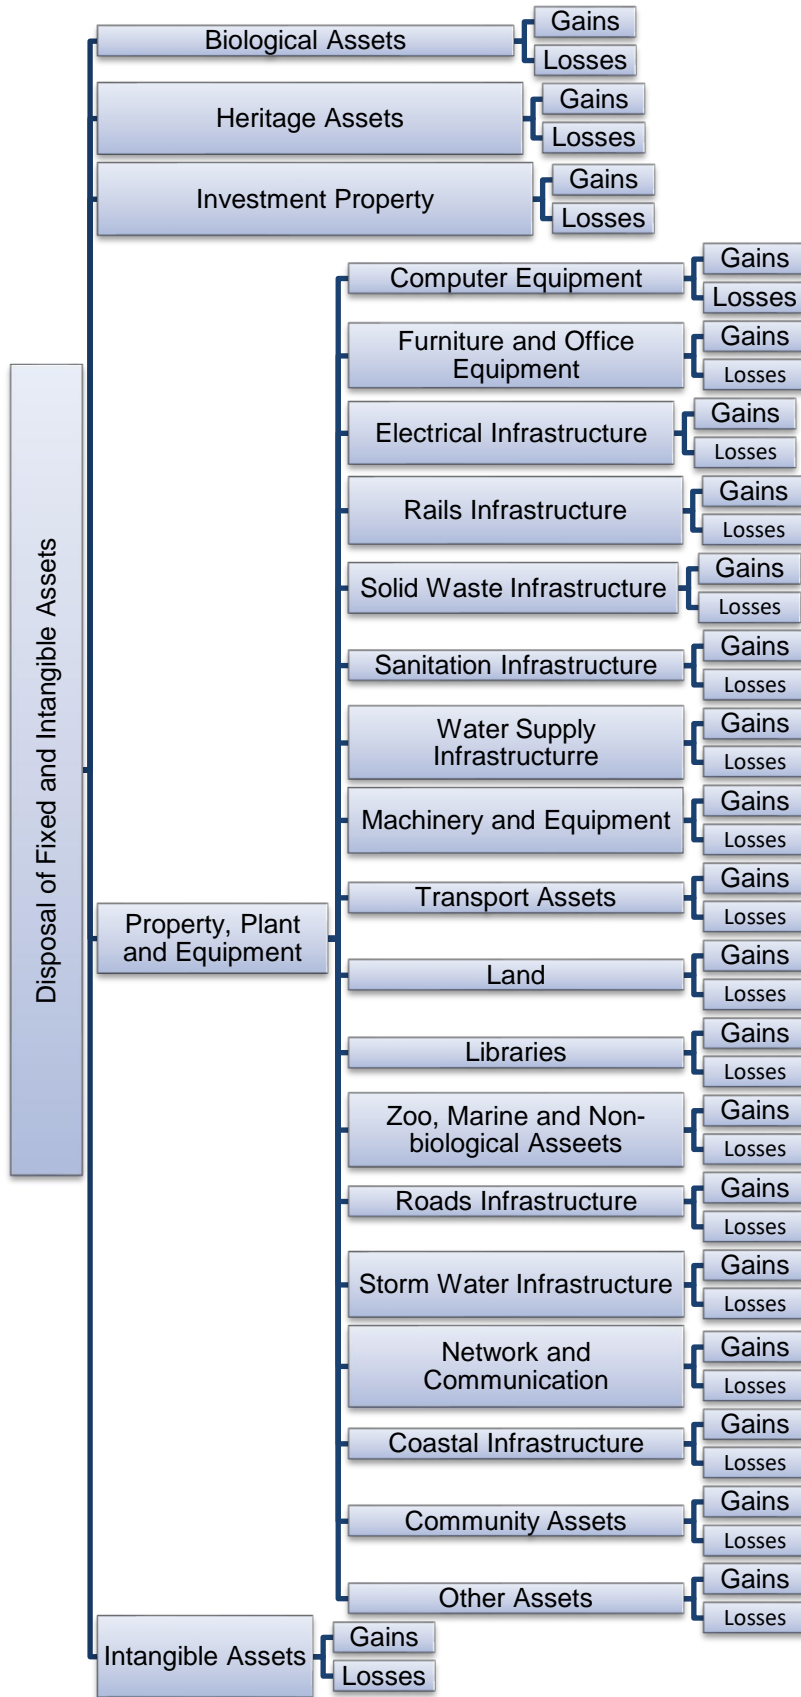 Disposal of Fixed and Intangible Assets
Biological Assets
Gains
Losses
Heritage Assets
Gains
Losses
Investment Property
Gains
Losses
Property, Plant
and Equipment
Computer Equipment
Gains
Losses
Furniture and Office
Equipment
Gains
Losses
Electrical Infrastructure
Gains
Losses
Rails Infrastructure
Gains
Losses
Solid Waste Infrastructure
Gains
Losses
Sanitation Infrastructure
Gains
Losses
Water Supply
Infrastructurre
Gains
Losses
Machinery and Equipment
Gains
Losses
Transport Assets
Gains
Losses
Land
Gains
Losses
Libraries
Gains
Losses
Zoo, Marine and Non-
biological Asseets
Gains
Losses
Roads Infrastructure
Gains
Losses
Storm Water Infrastructure
Gains
Losses
Network and
Communication
Gains
Losses
Coastal Infrastructure
Gains
Losses
Community Assets
Gains
Losses
Other Assets
Gains
Losses
Intangible Assets
Gains
Losses